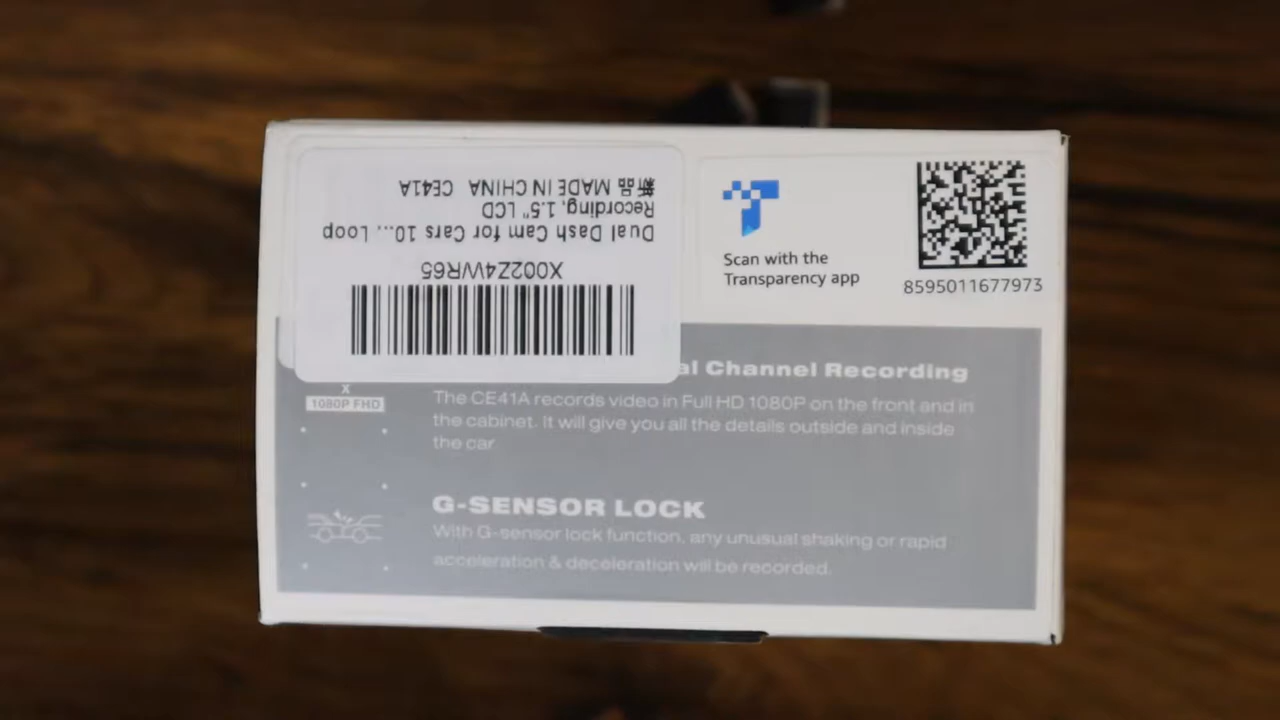 Dual Dash Cam for Cars 10... Loop
Recording, 1.5" LCD
新品 MADE IN CHINA CE41A
X002Z4WR65
Scan with the
Transparency app
8595011677973
al Channel Recording
X
1080P FHD
The CE41A records video in Full HD 1080P on the front and in
the cabinet. It will give you all the details outside and inside
the car
G-SENSOR LOCK
With G-sensor lock function, any unusual shaking or rapid
acceleration & deceleration will be recorded.